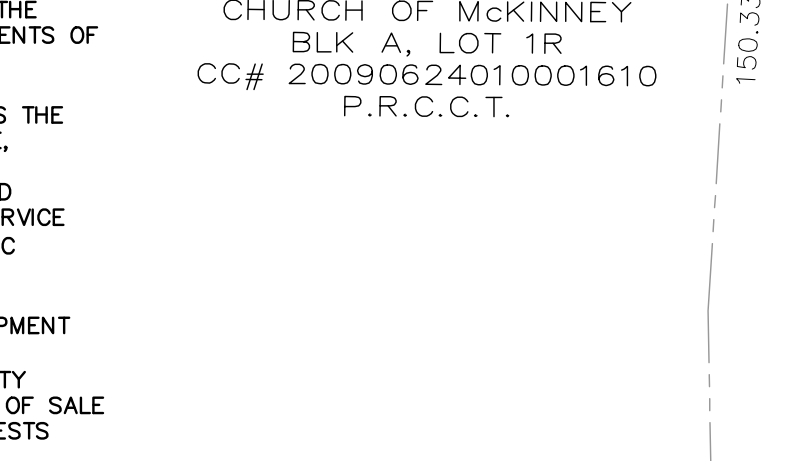 THE
ENTS OF
S THE
E,
D
RVICE
C
PMENT
TY
OF SALE
ESTS
CHURCH OF McKINNEY
BLK A, LOT 1R
CC# 20090624010001610
P.R.C.C.T.
150.33